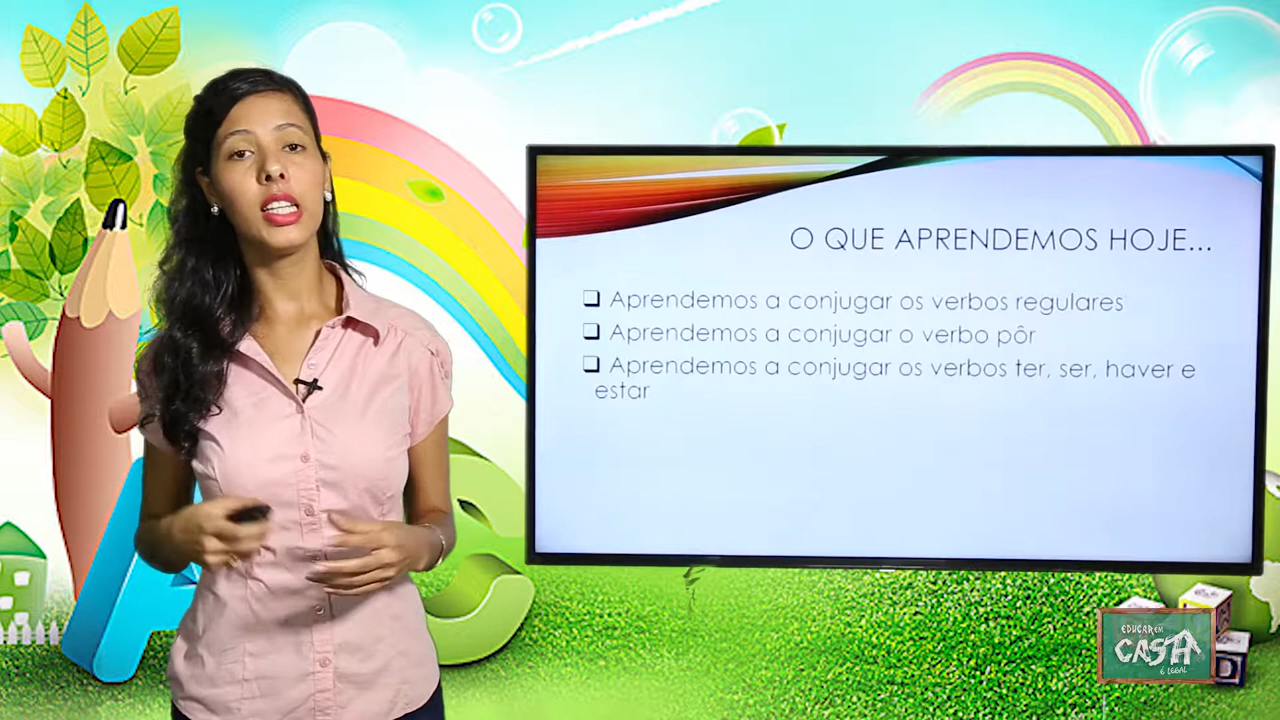 O QUE APRENDEMOS HOJE...
❑ Aprendemos a conjugar os verbos regulares
❑ Aprendemos a conjugar o verbo pôr
❑ Aprendemos a conjugar os verbos ter, ser, haver e
estar
EDUCAR EM
CASA
É LEGAL